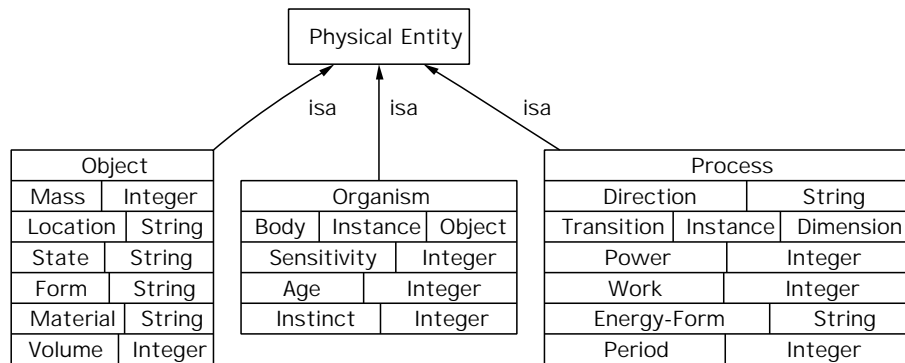 Physical Entity
isa
isa
isa
Object
Mass Integer
Location String
State String
Form String
Material String
Volume Integer
Organism
Body Instance Object
Sensitivity Integer
Age Integer
Instinct Integer
Process
Direction String
Transition Instance Dimension
Power Integer
Work Integer
Energy-Form String
Period Integer